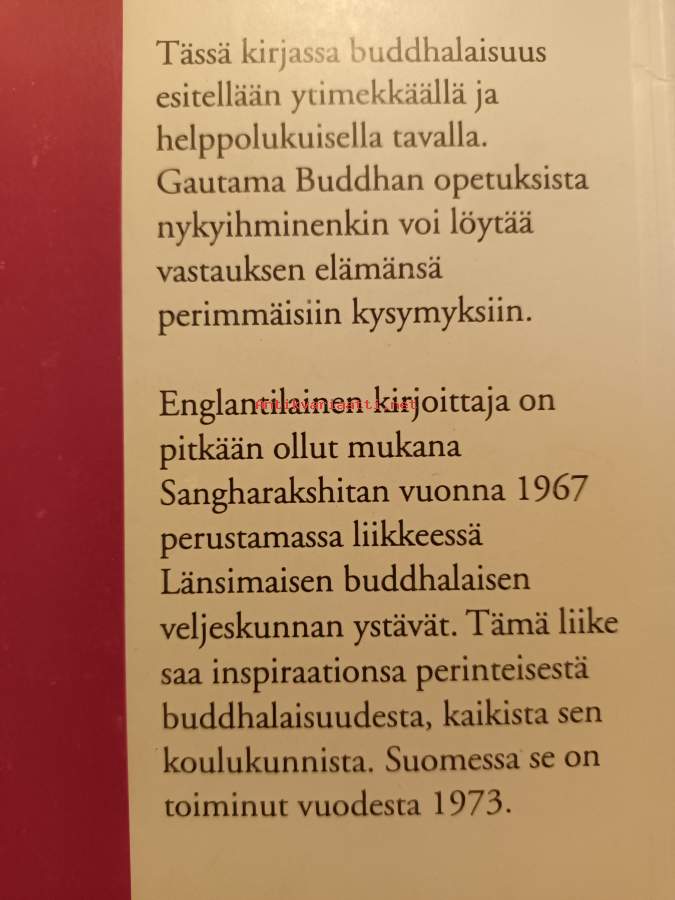 Tässä kirjassa buddhalaisuus
esitellään ytimekkäällä ja
helppolukuisella tavalla.
Gautama Buddhan opetuksista
nykyihminenkin voi löytää
vastauksen elämänsä
perimmäisiin kysymyksiin.
Englantilainen kirjoittaja on
Antikvariaatti.net
pitkään ollut mukana
Sangharakshitan vuonna 1967
perustamassa liikkeessä
Länsimaisen buddhalaisen
veljeskunnan ystävät. Tämä liike
saa inspiraationsa perinteisestä
buddhalaisuudesta, kaikista sen
koulukunnista. Suomessa se on
toiminut vuodesta 1973.